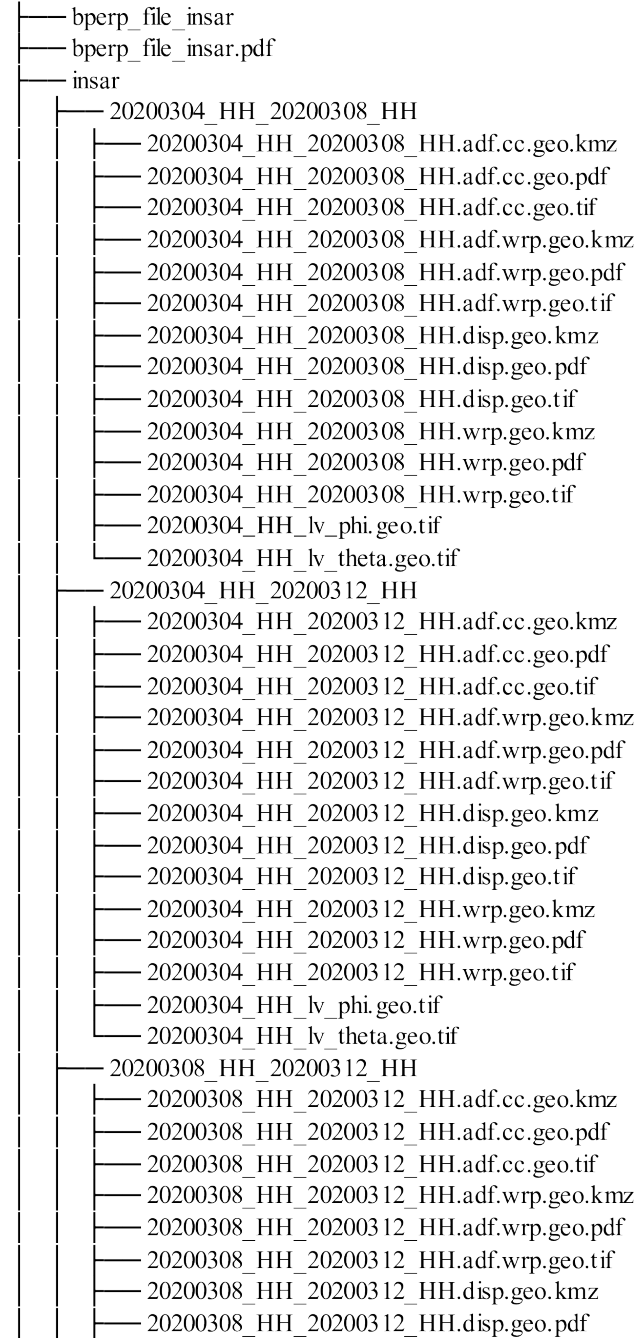 bperp_file_insar
bperp_file_insar.pdf
insar
20200304_HH_20200308_HH
20200304_HH_20200308_HH.adf.cc.geo.kmz
20200304_HH_20200308_HH.adf.cc.geo.pdf
20200304_HH_20200308_HH.adf.cc.geo.tif
20200304_HH_20200308_HH.adf.wrp.geo.kmz
20200304_HH_20200308_HH.adf.wrp.geo.pdf
20200304_HH_20200308_HH.adf.wrp.geo.tif
20200304_HH_20200308_HH.disp.geo.kmz
20200304_HH_20200308_HH.disp.geo.pdf
20200304_HH_20200308_HH.disp.geo.tif
20200304_HH_20200308_HH.wrp.geo.kmz
20200304_HH_20200308_HH.wrp.geo.pdf
20200304_HH_20200308_HH.wrp.geo.tif
20200304_HH_lv_phi.geo.tif
20200304_HH_lv_theta.geo.tif
20200304_HH_20200312_HH
20200304_HH_20200312_HH.adf.cc.geo.kmz
20200304_HH_20200312_HH.adf.cc.geo.pdf
20200304_HH_20200312_HH.adf.cc.geo.tif
20200304_HH_20200312_HH.adf.wrp.geo.kmz
20200304_HH_20200312_HH.adf.wrp.geo.pdf
20200304_HH_20200312_HH.adf.wrp.geo.tif
20200304_HH_20200312_HH.disp.geo.kmz
20200304_HH_20200312_HH.disp.geo.pdf
20200304_HH_20200312_HH.disp.geo.tif
20200304_HH_20200312_HH.wrp.geo.kmz
20200304_HH_20200312_HH.wrp.geo.pdf
20200304_HH_20200312_HH.wrp.geo.tif
20200304_HH_lv_phi.geo.tif
20200304_HH_lv_theta.geo.tif
20200308_HH_20200312_HH
20200308_HH_20200312_HH.adf.cc.geo.kmz
20200308_HH_20200312_HH.adf.cc.geo.pdf
20200308_HH_20200312_HH.adf.cc.geo.tif
20200308_HH_20200312_HH.adf.wrp.geo.kmz
20200308_HH_20200312_HH.adf.wrp.geo.pdf
20200308_HH_20200312_HH.adf.wrp.geo.tif
20200308_HH_20200312_HH.disp.geo.kmz
20200308_HH_20200312_HH.disp.geo.pdf